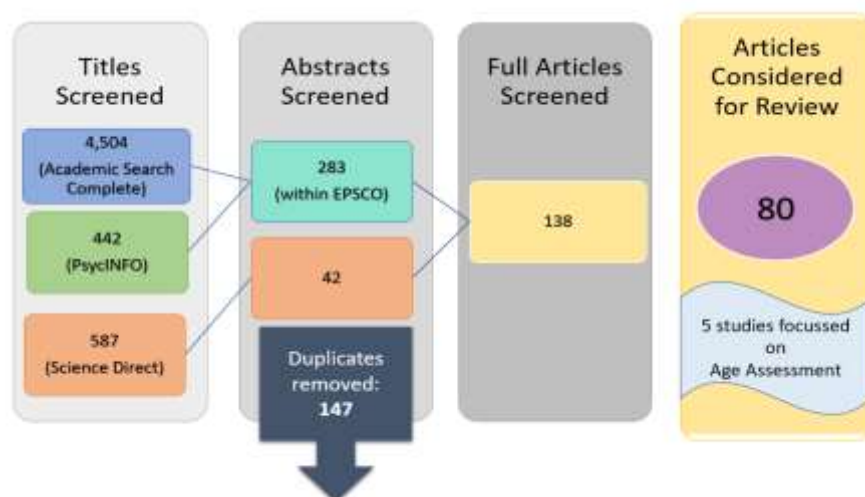 Titles
Screened
4,504
(Academic Search
Complete)
442
(PsycINFO)
587
(Science Direct)
Abstracts
Screened
283
(within EPSCO)
42
Duplicates
removed:
147
Full Articles
Screened
138
Articles
Considered
for Review
80
5 studies focussed
on
Age Assessment